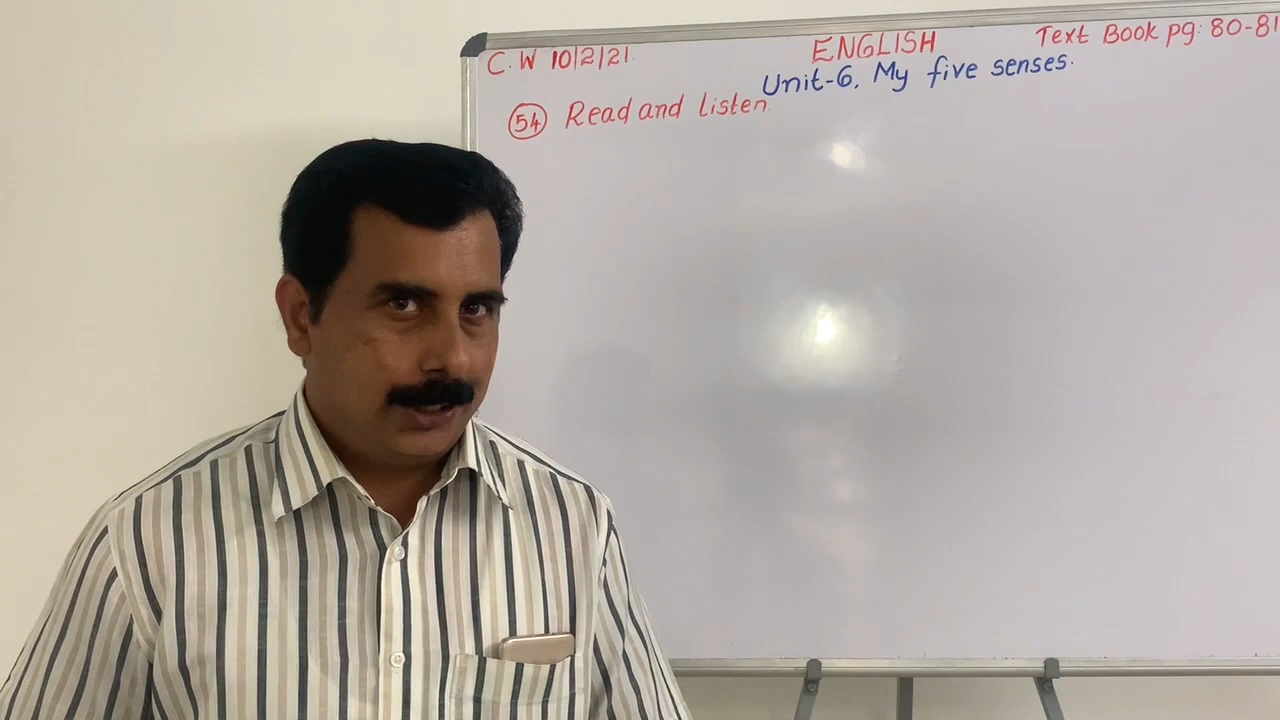 C.W 10/2/21. ENGLISH Text Book pg: 80-81
Unit-6. My five senses.
54 Read and listen.